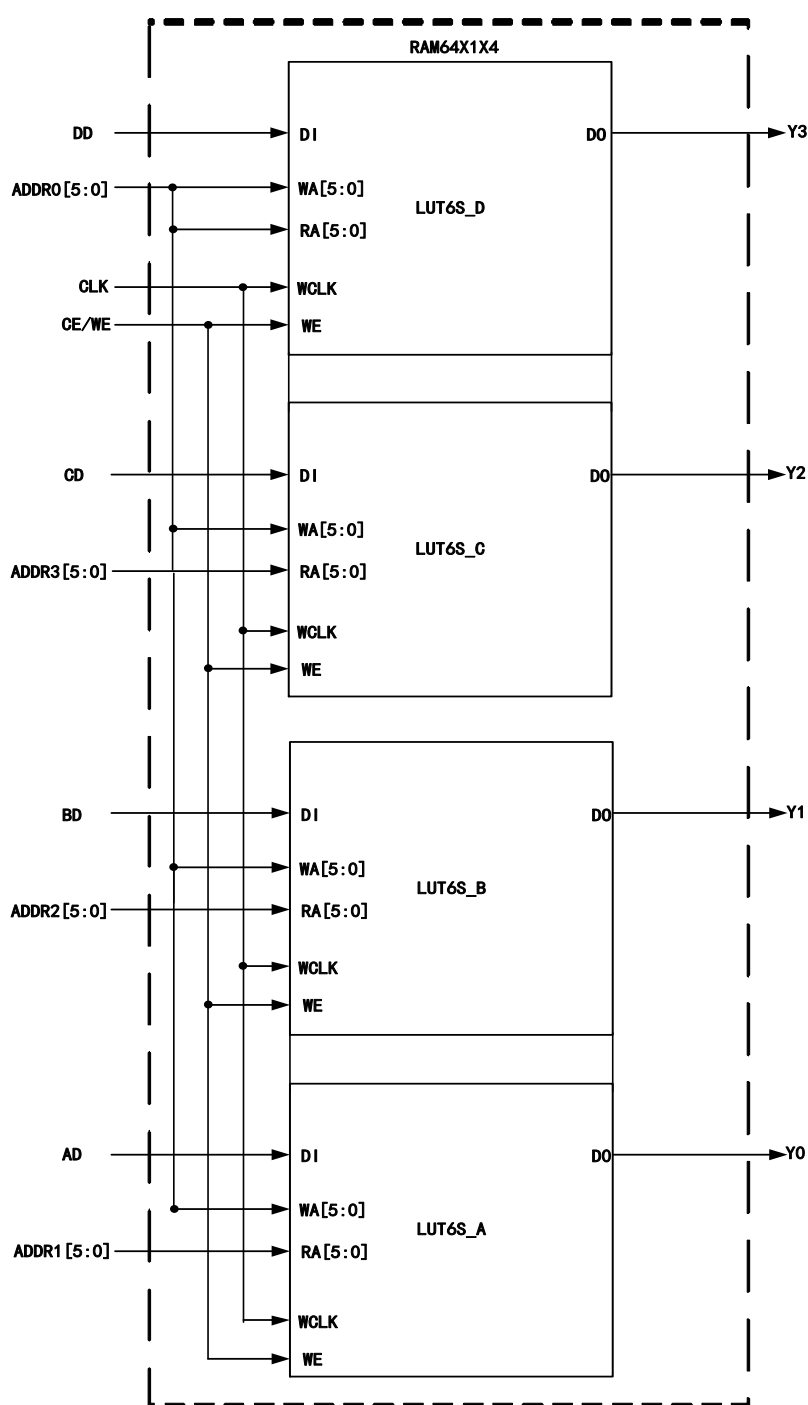 RAM64X1X4
DD DI DO Y3
ADDR0[5:0] WA[5:0]
LUT6S_D
RA[5:0]
CLK WCLK
CE/WE WE
CD DI DO Y2
WA[5:0]
LUT6S_C
ADDR3[5:0] RA[5:0]
WCLK
WE
BD DI DO Y1
WA[5:0]
LUT6S_B
ADDR2[5:0] RA[5:0]
WCLK
WE
AD DI DO Y0
WA[5:0]
LUT6S_A
ADDR1[5:0] RA[5:0]
WCLK
WE